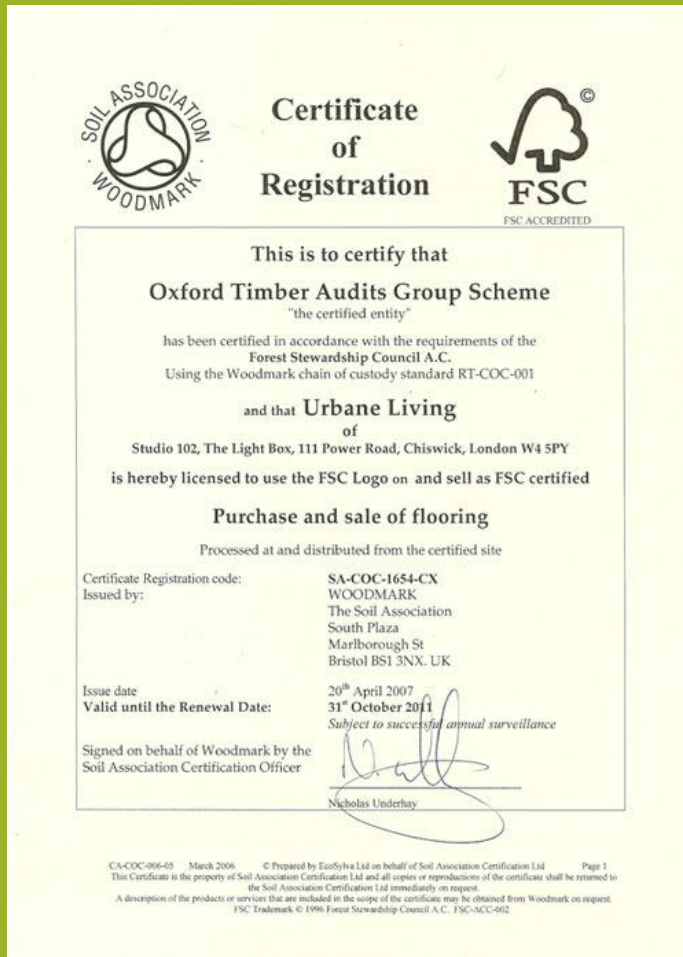 SOIL ASSOCIATION
WOODMARK
Certificate
of
Registration
©
FSC
FSC ACCREDITED
This is to certify that
Oxford Timber Audits Group Scheme
"the certified entity"
has been certified in accordance with the requirements of the
Forest Stewardship Council A.C.
Using the Woodmark chain of custody standard RT-COC-001
and that Urbane Living
of
Studio 102, The Light Box, 111 Power Road, Chiswick, London W4 5PY
is hereby licensed to use the FSC Logo on and sell as FSC certified
Purchase and sale of flooring
Processed at and distributed from the certified site
Certificate Registration code: SA-COC-1654-CX
Issued by: WOODMARK
The Soil Association
South Plaza
Marlborough St
Bristol BS1 3NX. UK
Issue date 20th April 2007
Valid until the Renewal Date: 31st October 2011
Subject to successful annual surveillance
Signed on behalf of Woodmark by the
Soil Association Certification Officer
Nicholas Underhay
CA-COC-006-05 March 2006 © Prepared by EcoSylva Ltd on behalf of Soil Association Certification Ltd Page 1
This Certificate is the property of Soil Association Certification Ltd and all copies or reproductions of the certificate shall be returned to
the Soil Association Certification Ltd immediately on request.
A description of the products or services that are included in the scope of the certificate may be obtained from Woodmark on request.
FSC Trademark © 1996 Forest Stewardship Council A.C. FSC-ACC-002